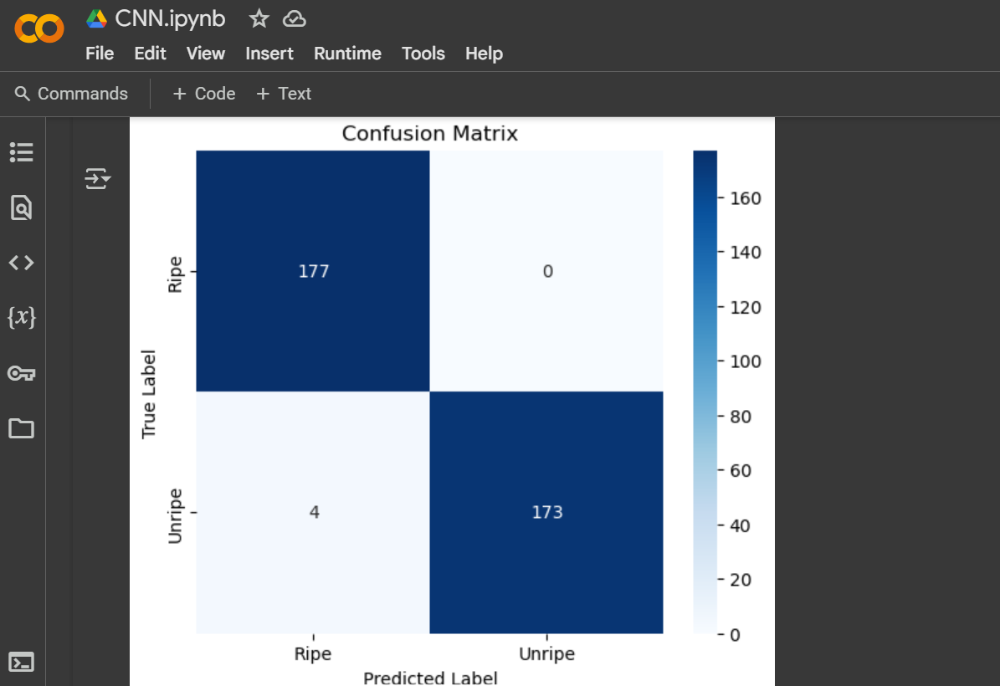 CNN.ipynb
File Edit View Insert Runtime Tools Help
Commands + Code + Text
Confusion Matrix
177 0
4 173
Ripe
Unripe
True Label
Ripe Unripe
Predicted Label
160
140
120
100
80
60
40
20
0